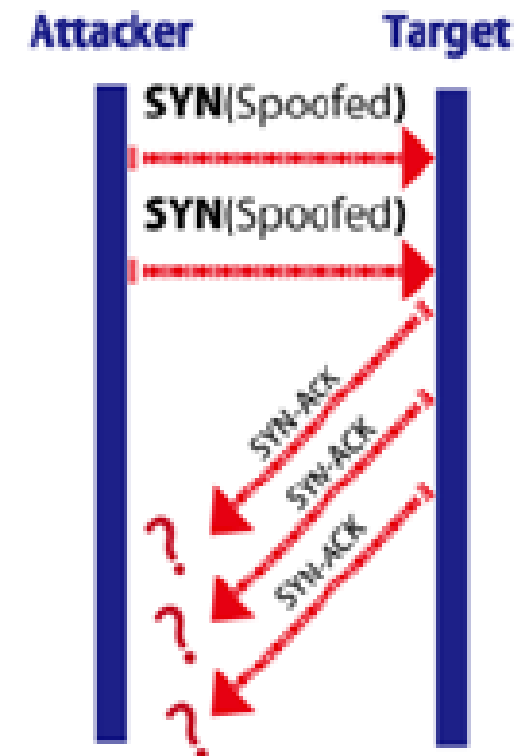 Attacker Target
SYN(Spoofed)
SYN(Spoofed)
SYN-ACK
SYN-ACK
SYN-ACK
?
?
?